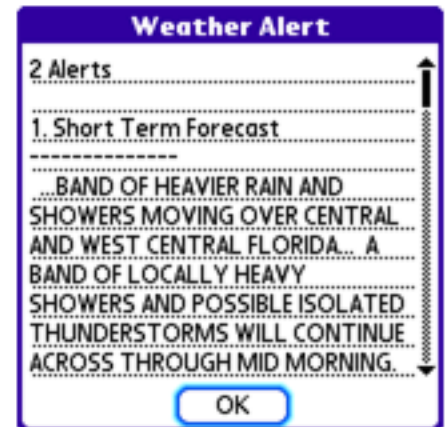 Weather Alert
2 Alerts
1. Short Term Forecast
--------------
...BAND OF HEAVIER RAIN AND
SHOWERS MOVING OVER CENTRAL
AND WEST CENTRAL FLORIDA... A
BAND OF LOCALLY HEAVY
SHOWERS AND POSSIBLE ISOLATED
THUNDERSTORMS WILL CONTINUE
ACROSS THROUGH MID MORNING.
OK